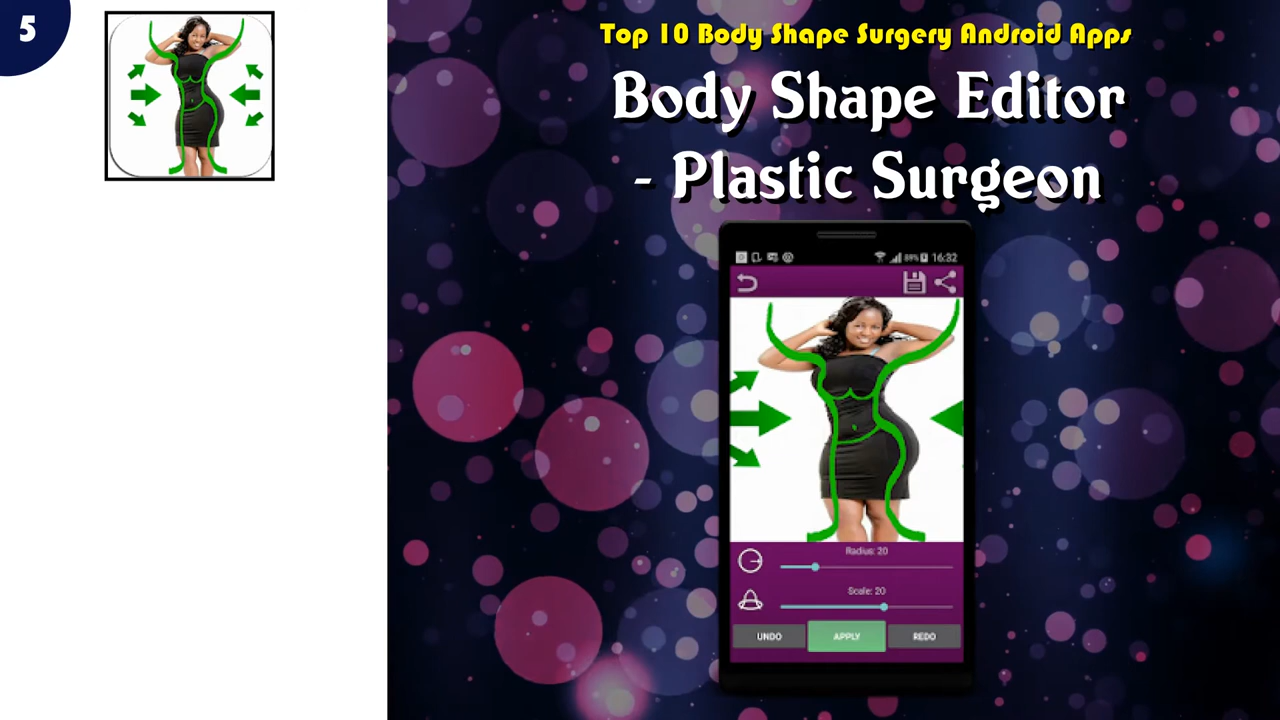 5
Top 10 Body Shape Surgery Android Apps
Body Shape Editor
- Plastic Surgeon
89% 16:32
Radius: 20
Scale: 20
UNDO APPLY REDO